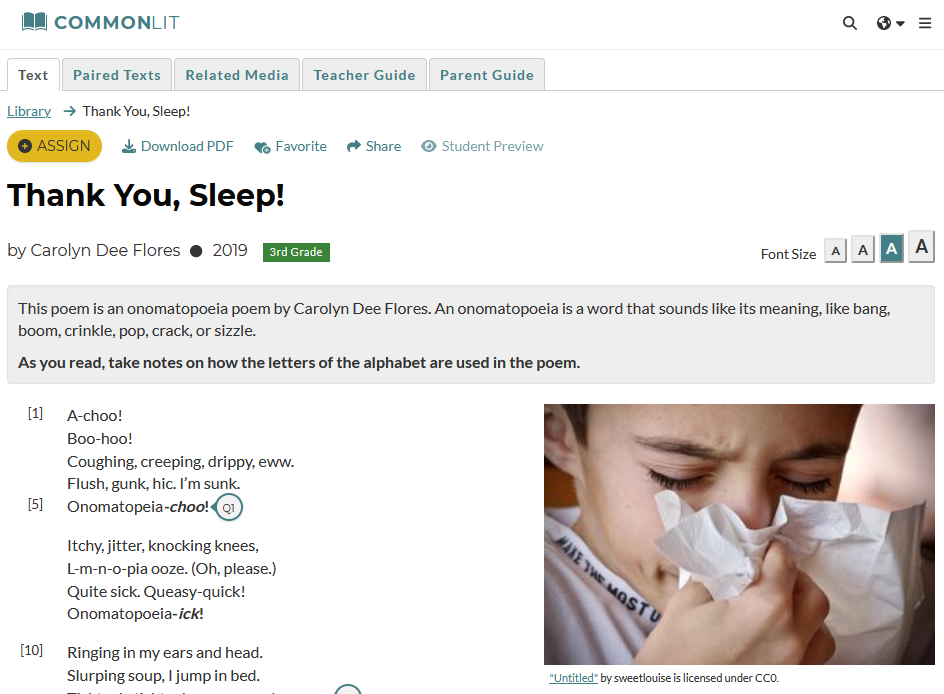 COMMONLIT
Text
Paired Texts
Related Media
Teacher Guide
Parent Guide
Library → Thank You, Sleep!
ASSIGN
Download PDF
Favorite
Share
Student Preview
Thank You, Sleep!
by Carolyn Dee Flores ● 2019 3rd Grade
Font Size A A A A
This poem is an onomatopoeia poem by Carolyn Dee Flores. An onomatopoeia is a word that sounds like its meaning, like bang,
boom, crinkle, pop, crack, or sizzle.
As you read, take notes on how the letters of the alphabet are used in the poem.
[1] A-choo!
Boo-hoo!
Coughing, creeping, drippy, eww.
Flush, gunk, hic. I’m sunk.
[5] Onomatopeia-choo! Q1
Itchy, jitter, knocking knees,
L-m-n-o-pia ooze. (Oh, please.)
Quite sick. Queasy-quick!
Onomatopoeia-ick!
[10] Ringing in my ears and head.
Slurping soup, I jump in bed.
MAKE THE MOST
"Untitled" by sweetlouise is licensed under CC0.